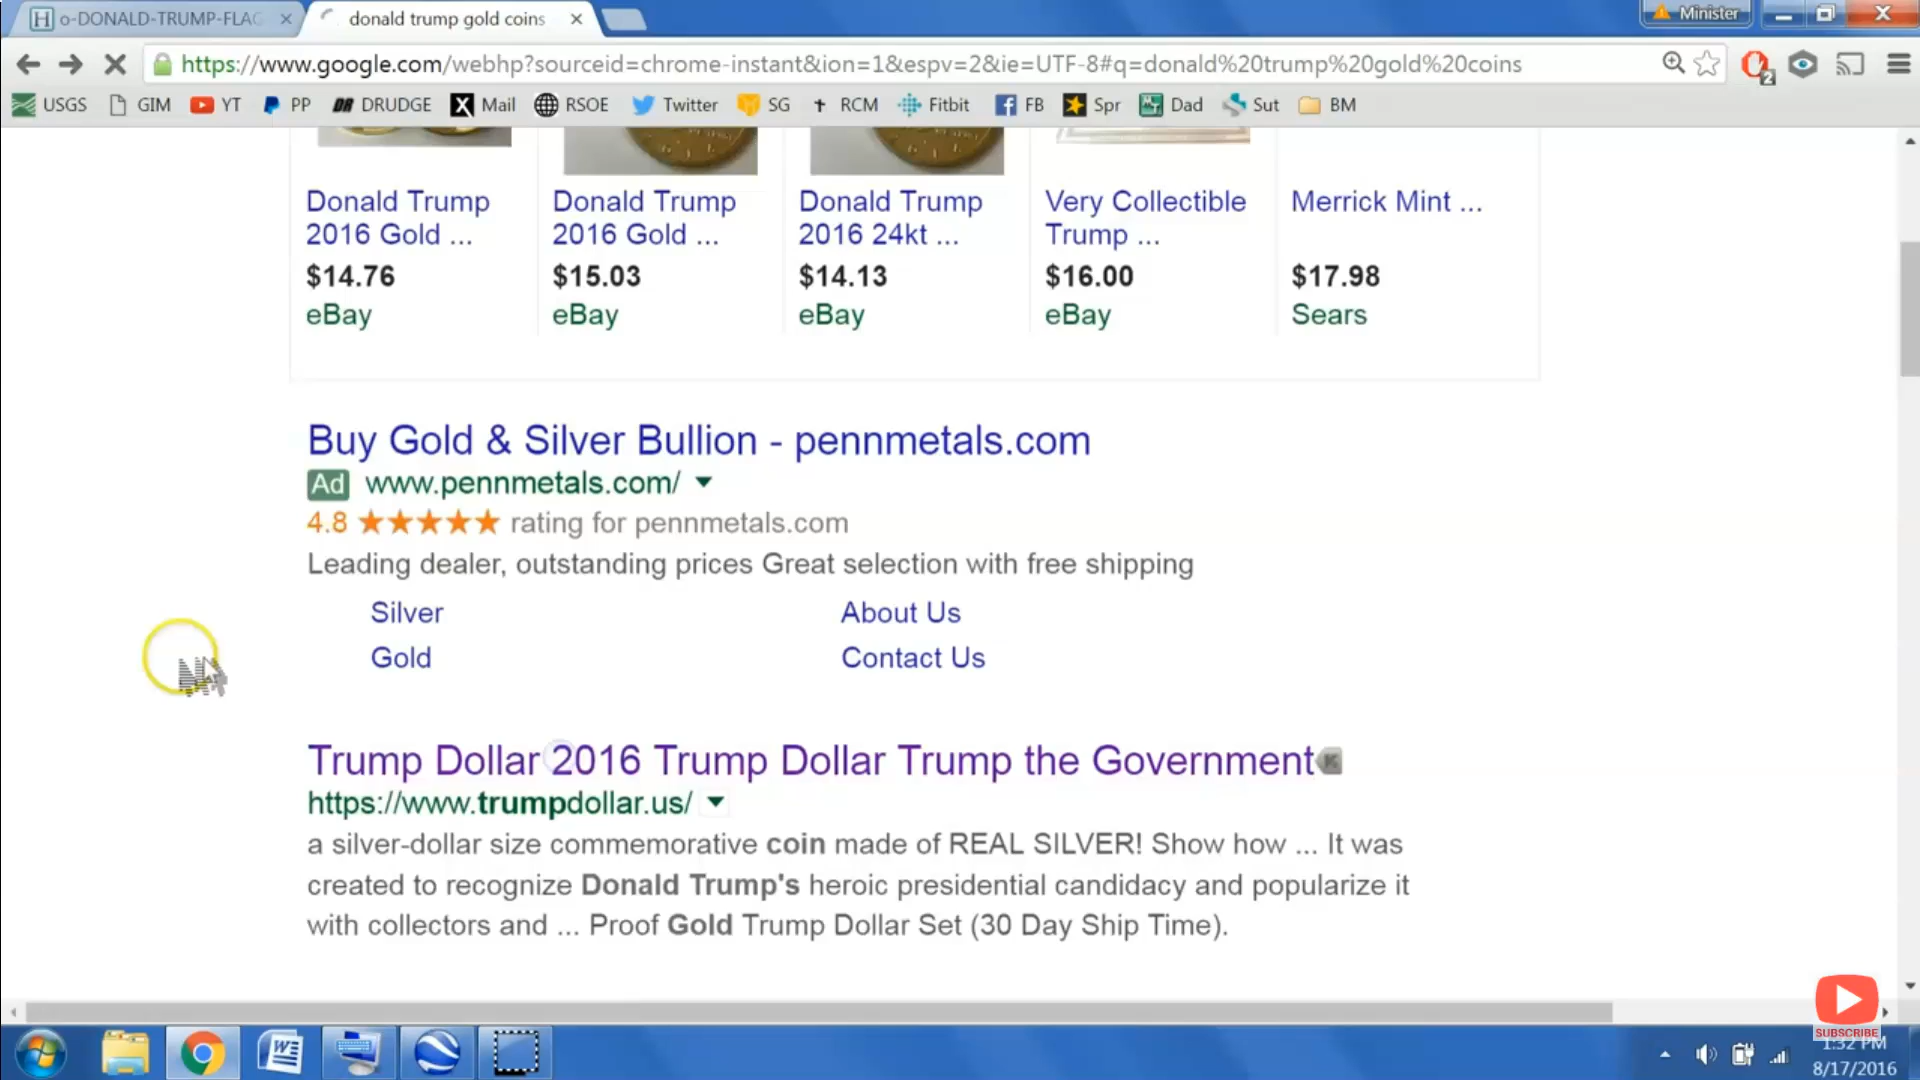 o-DONALD-TRUMP-FLAG
donald trump gold coins
Minister
https://www.google.com/webhp?sourceid=chrome-instant&ion=1&espv=2&ie=UTF-8#q=donald%20trump%20gold%20coins
2
USGS GIM YT PP DRUDGE Mail RSOE Twitter SG RCM Fitbit FB Spr Dad Sut BM
Donald Trump 2016 Gold ...
$14.76
eBay
Donald Trump 2016 Gold ...
$15.03
eBay
Donald Trump 2016 24kt ...
$14.13
eBay
Very Collectible Trump ...
$16.00
eBay
Merrick Mint ...
$17.98
Sears
Buy Gold & Silver Bullion - pennmetals.com
Ad www.pennmetals.com/
4.8 ★★★★★ rating for pennmetals.com
Leading dealer, outstanding prices Great selection with free shipping
Silver About Us
Gold Contact Us
Trump Dollar 2016 Trump Dollar Trump the Government
https://www.trumpdollar.us/
a silver-dollar size commemorative coin made of REAL SILVER! Show how ... It was
created to recognize Donald Trump's heroic presidential candidacy and popularize it
with collectors and ... Proof Gold Trump Dollar Set (30 Day Ship Time).
SUBSCRIBE
1:32 PM
8/17/2016